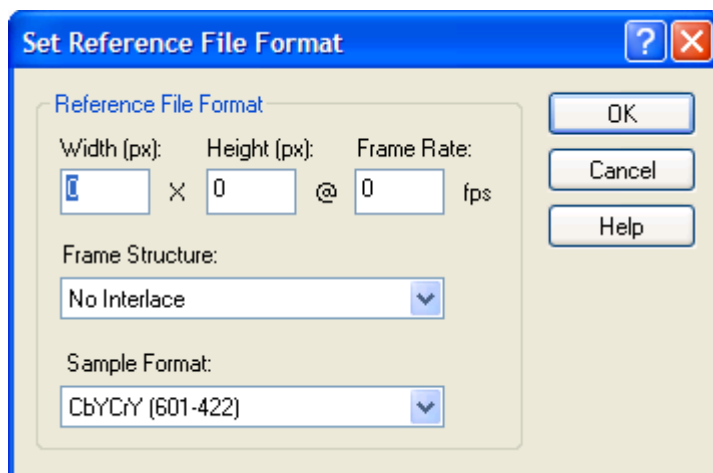 Set Reference File Format
Reference File Format
OK
Width (px): Height (px): Frame Rate:
0 X 0 @ 0 fps
Cancel
Help
Frame Structure:
No Interlace
Sample Format:
CbYCrY (601-422)